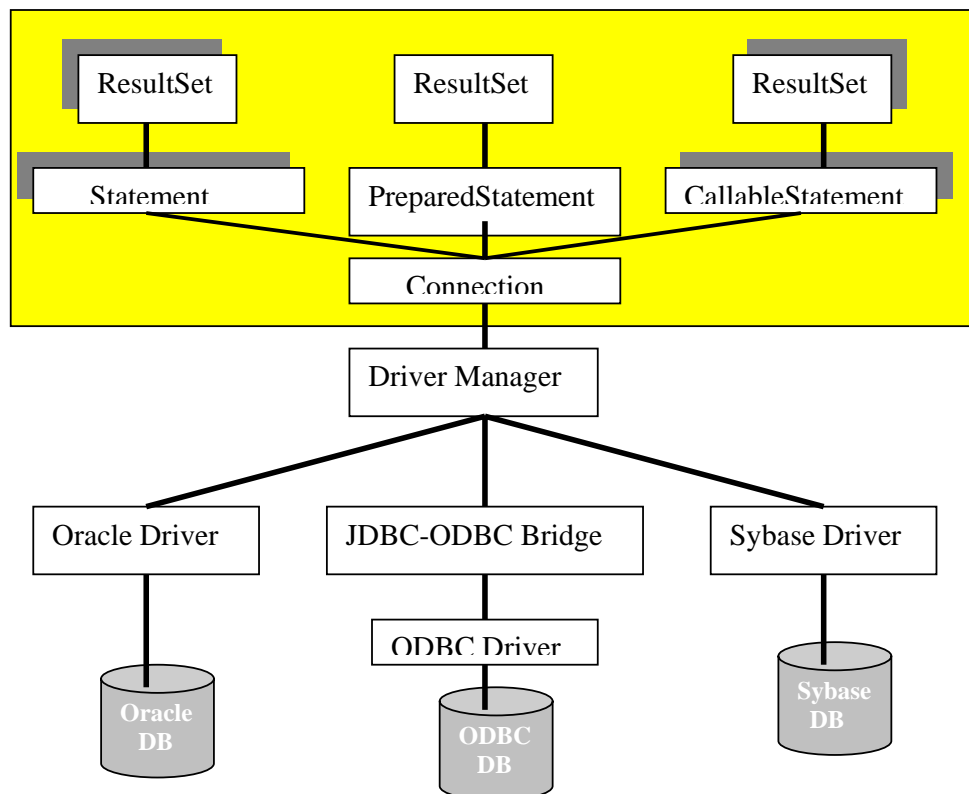 ResultSet
ResultSet
ResultSet
Statement
PreparedStatement
CallableStatement
Connection
Driver Manager
Oracle Driver
JDBC-ODBC Bridge
Sybase Driver
ODBC Driver
Oracle
DB
ODBC
DB
Sybase
DB